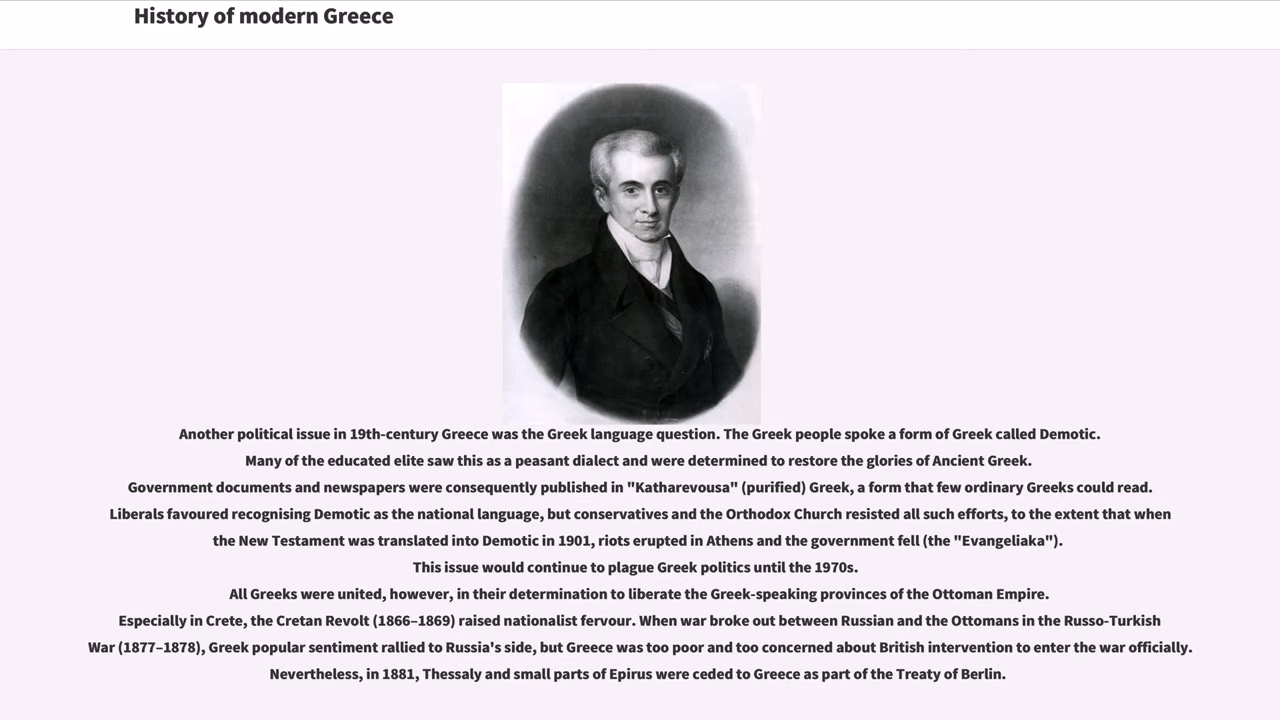 History of modern Greece
Another political issue in 19th-century Greece was the Greek language question. The Greek people spoke a form of Greek called Demotic.
Many of the educated elite saw this as a peasant dialect and were determined to restore the glories of Ancient Greek.
Government documents and newspapers were consequently published in "Katharevousa" (purified) Greek, a form that few ordinary Greeks could read.
Liberals favoured recognising Demotic as the national language, but conservatives and the Orthodox Church resisted all such efforts, to the extent that when
the New Testament was translated into Demotic in 1901, riots erupted in Athens and the government fell (the "Evangeliaka").
This issue would continue to plague Greek politics until the 1970s.
All Greeks were united, however, in their determination to liberate the Greek-speaking provinces of the Ottoman Empire.
Especially in Crete, the Cretan Revolt (1866–1869) raised nationalist fervour. When war broke out between Russian and the Ottomans in the Russo-Turkish
War (1877–1878), Greek popular sentiment rallied to Russia's side, but Greece was too poor and too concerned about British intervention to enter the war officially.
Nevertheless, in 1881, Thessaly and small parts of Epirus were ceded to Greece as part of the Treaty of Berlin.